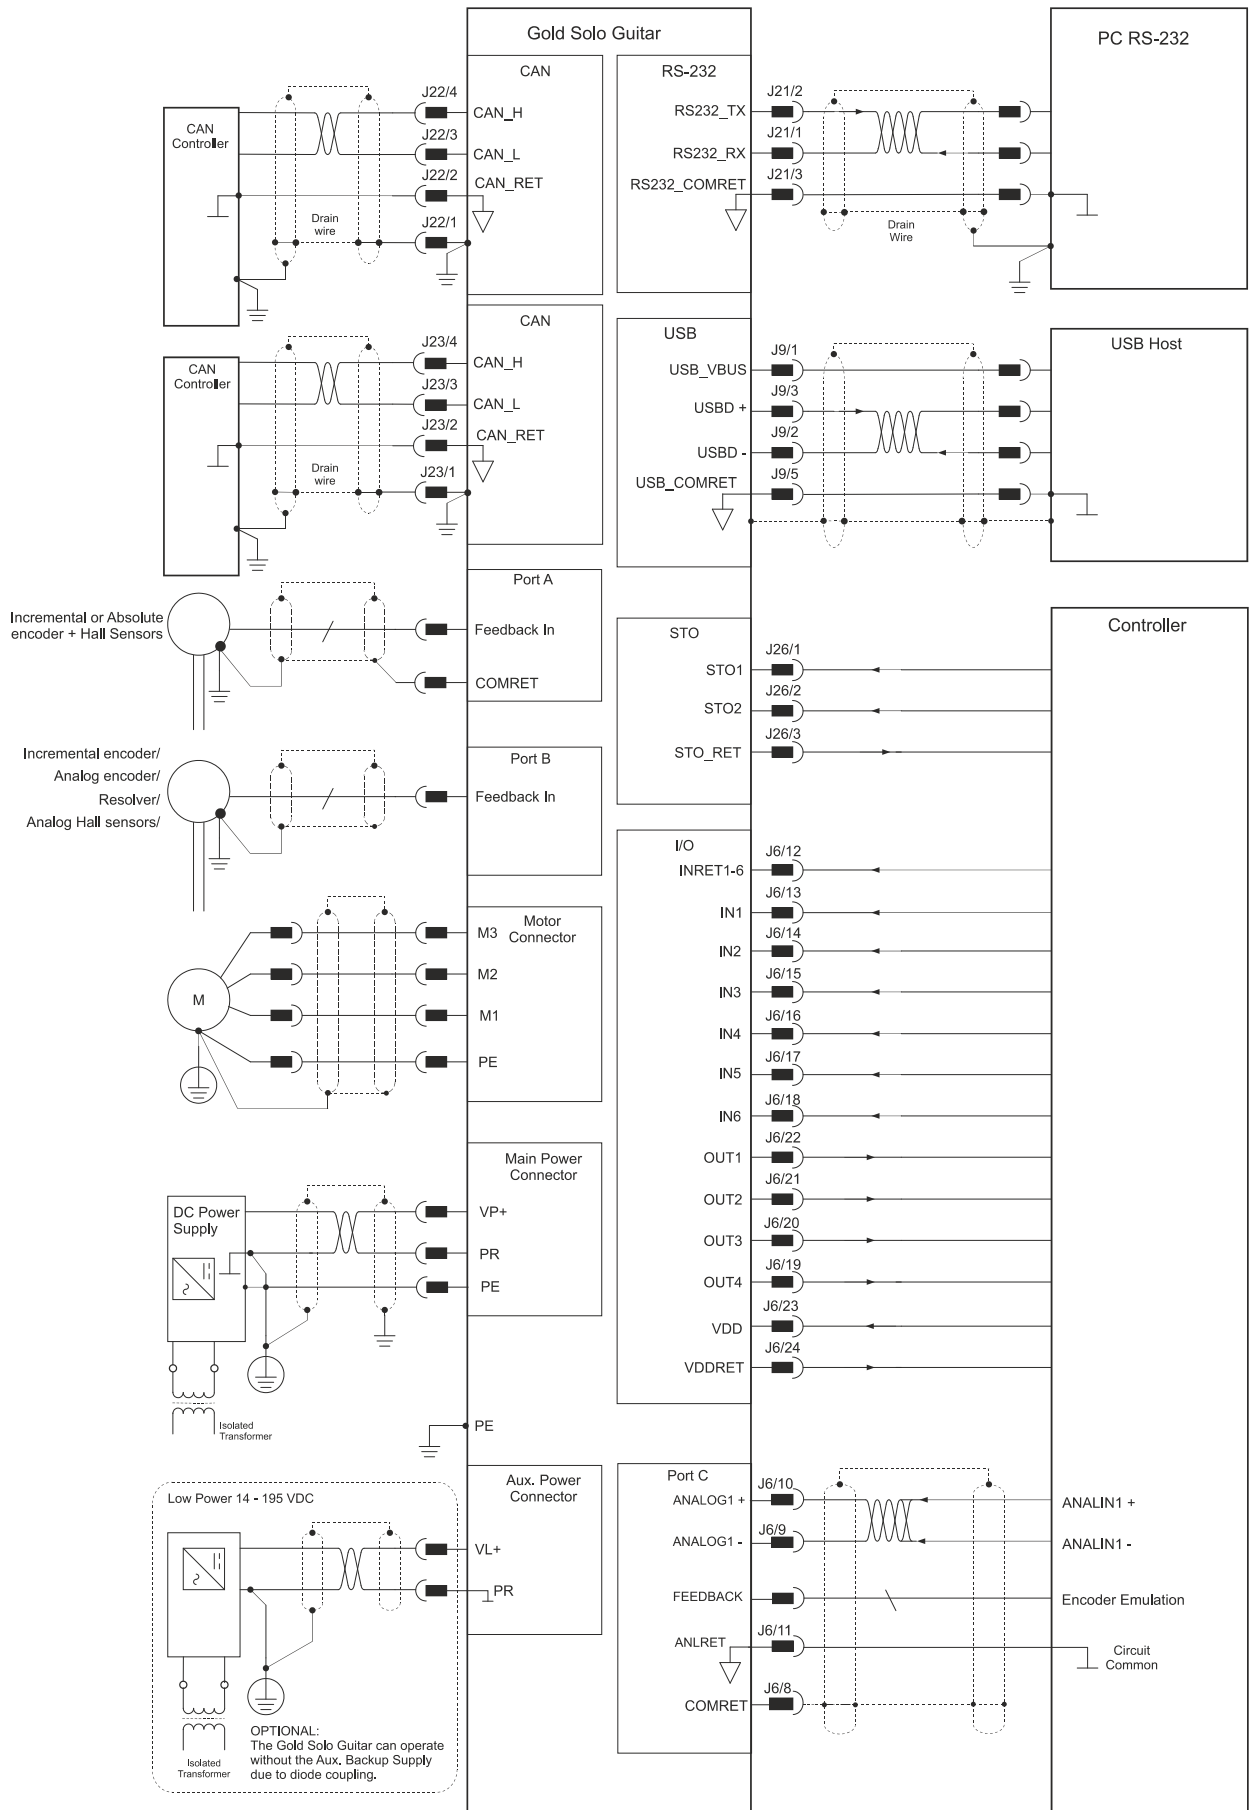 Gold Solo Guitar
CAN
CAN
Controller
J22/4
CAN_H
J22/3
CAN_L
J22/2
CAN_RET
J22/1
Drain
wire
CAN
CAN
Controller
J23/4
CAN_H
J23/3
CAN_L
J23/2
CAN_RET
J23/1
Drain
wire
Port A
Incremental or Absolute
encoder + Hall Sensors
Feedback In
COMRET
Port B
Incremental encoder/
Analog encoder/
Resolver/
Analog Hall sensors/
Feedback In
Motor
Connector
M
M3
M2
M1
PE
Main Power
Connector
DC Power
Supply
VP+
PR
PE
Isolated
Transformer
PE
Aux. Power
Connector
Low Power 14 - 195 VDC
VL+
PR
Isolated
Transformer
OPTIONAL:
The Gold Solo Guitar can operate
without the Aux. Backup Supply
due to diode coupling.
RS-232
PC RS-232
J21/2
RS232_TX
J21/1
RS232_RX
J21/3
RS232_COMRET
Drain
Wire
USB
USB Host
J9/1
USB_VBUS
J9/3
USBD +
J9/2
USBD -
J9/5
USB_COMRET
Controller
STO
J26/1
STO1
J26/2
STO2
J26/3
STO_RET
I/O
J6/12
INRET1-6
J6/13
IN1
J6/14
IN2
J6/15
IN3
J6/16
IN4
J6/17
IN5
J6/18
IN6
J6/22
OUT1
J6/21
OUT2
J6/20
OUT3
J6/19
OUT4
J6/23
VDD
J6/24
VDDRET
Port C
J6/10
ANALOG1 +
ANALIN1 +
J6/9
ANALOG1 -
ANALIN1 -
FEEDBACK
Encoder Emulation
J6/11
ANLRET
Circuit
Common
J6/8
COMRET